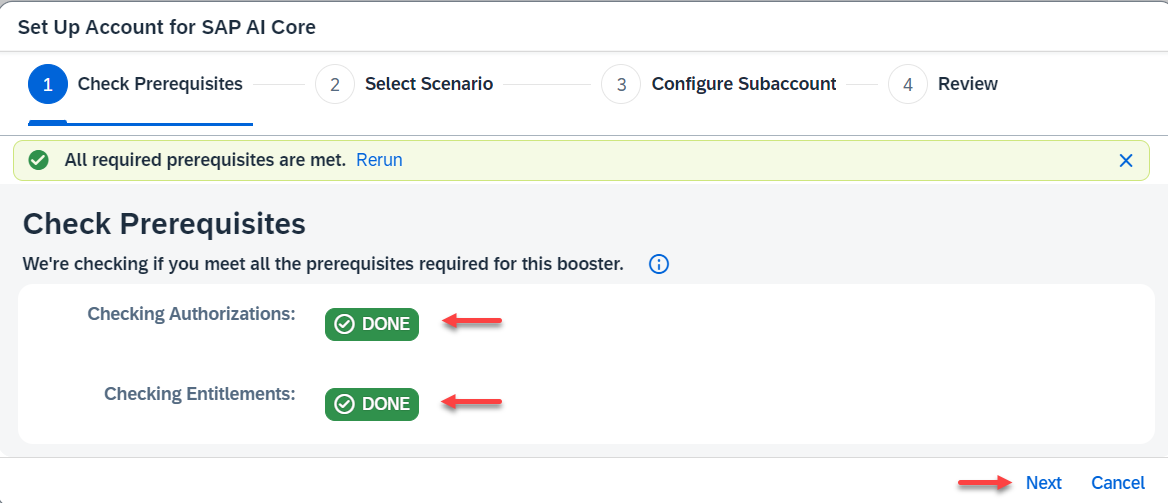 Set Up Account for SAP AI Core
1 Check Prerequisites 2 Select Scenario 3 Configure Subaccount 4 Review
All required prerequisites are met. Rerun
Check Prerequisites
We're checking if you meet all the prerequisites required for this booster.
Checking Authorizations: DONE
Checking Entitlements: DONE
Next Cancel